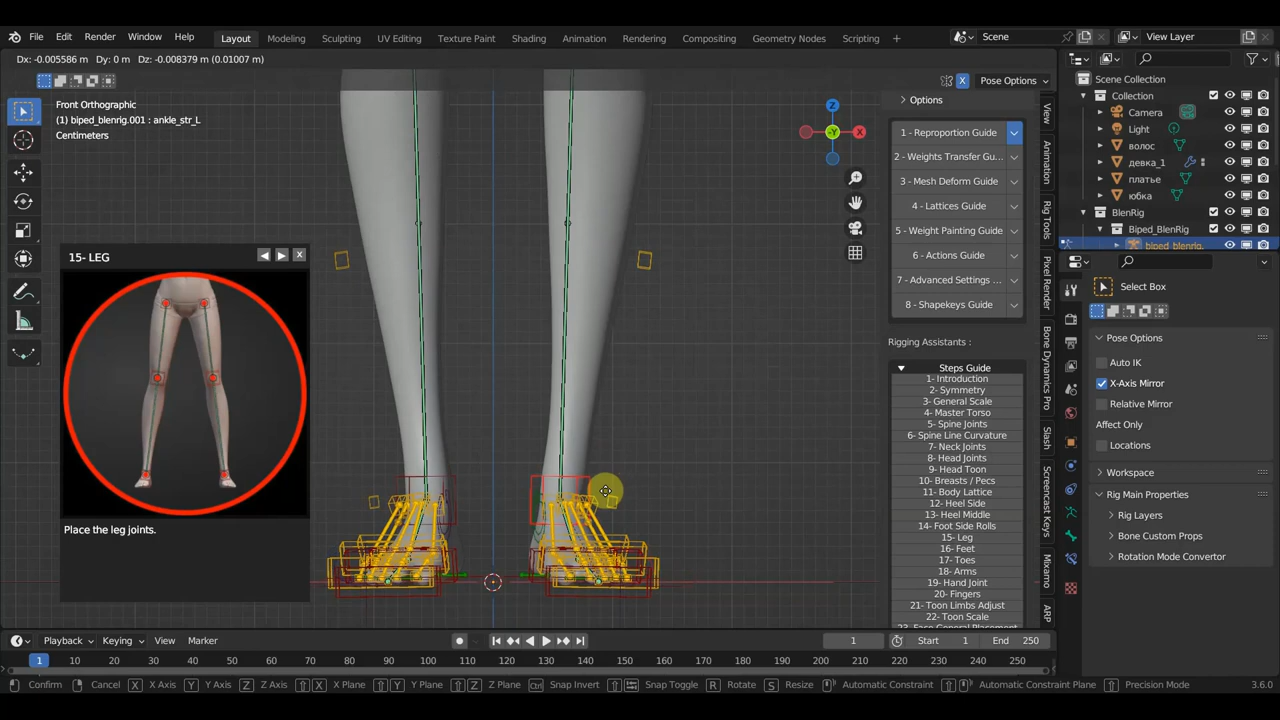 File Edit Render Window Help Layout Modeling Sculpting UV Editing Texture Paint Shading Animation Rendering Compositing Geometry Nodes Scripting + Scene View Layer
Dx: -0.005586 m Dy: 0 m Dz: -0.008379 m (0.01007 m)
X Pose Options
Front Orthographic
(1) biped_blenrig.001 : ankle_str_L
Centimeters
Z
X
-Y
15- LEG
Place the leg joints.
Options
1 - Reproportion Guide
2 - Weights Transfer Gu...
3 - Mesh Deform Guide
4 - Lattices Guide
5 - Weight Painting Guide
6 - Actions Guide
7 - Advanced Settings ...
8 - Shapekeys Guide
Rigging Assistants :
Steps Guide
1- Introduction
2- Symmetry
3- General Scale
4- Master Torso
5- Spine Joints
6- Spine Line Curvature
7- Neck Joints
8- Head Joints
9- Head Toon
10- Breasts / Pecs
11- Body Lattice
12- Heel Side
13- Heel Middle
14- Foot Side Rolls
15- Leg
16- Feet
17- Toes
18- Arms
19- Hand Joint
20- Fingers
21- Toon Limbs Adjust
22- Toon Scale
23- Face General Placement
View
Animation
Rig Tools
Pixel Render
Bone Dynamics Pro
Slash
Screencast Keys
Mixamo
ARP
Scene Collection
Collection
Camera
Light
волос
девка_1
платье
юбка
BlenRig
Biped_BlenRig
biped_blenrig.
Select Box
Pose Options
Auto IK
X-Axis Mirror
Relative Mirror
Affect Only
Locations
Workspace
Rig Main Properties
Rig Layers
Bone Custom Props
Rotation Mode Convertor
Playback Keying View Marker 1 Start 1 End 250
1 10 20 30 40 50 60 70 80 90 100 110 120 130 140 150 160 170 180 190 200 210 220 230 240 250
Confirm Cancel X X Axis Y Y Axis Z Z Axis X X Plane Y Y Plane Z Z Plane Ctrl Snap Invert Snap Toggle R Rotate S Resize Automatic Constraint Automatic Constraint Plane Precision Mode 3.6.0